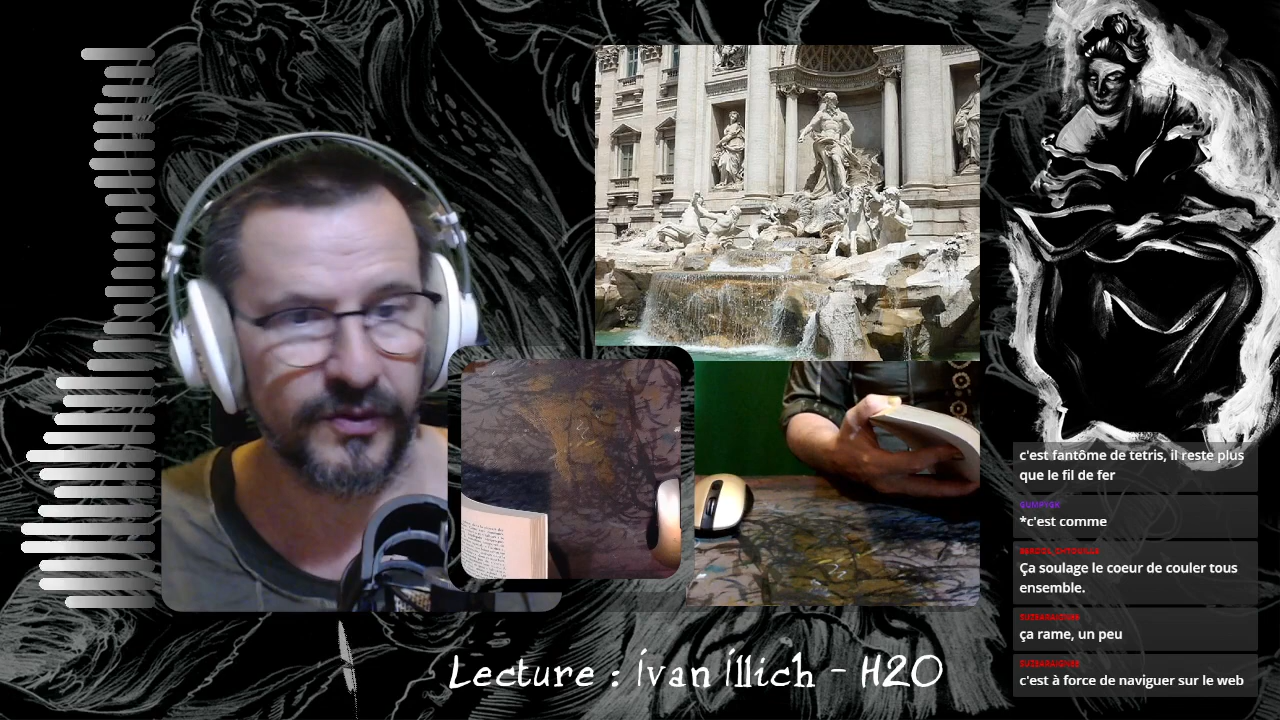 c'est fantôme de tetris, il reste plus
que le fil de fer
*c'est comme
Ça soulage le coeur de couler tous
ensemble.
ça rame, un peu
c'est à force de naviguer sur le web
Lecture : Ivan Illich - H2O